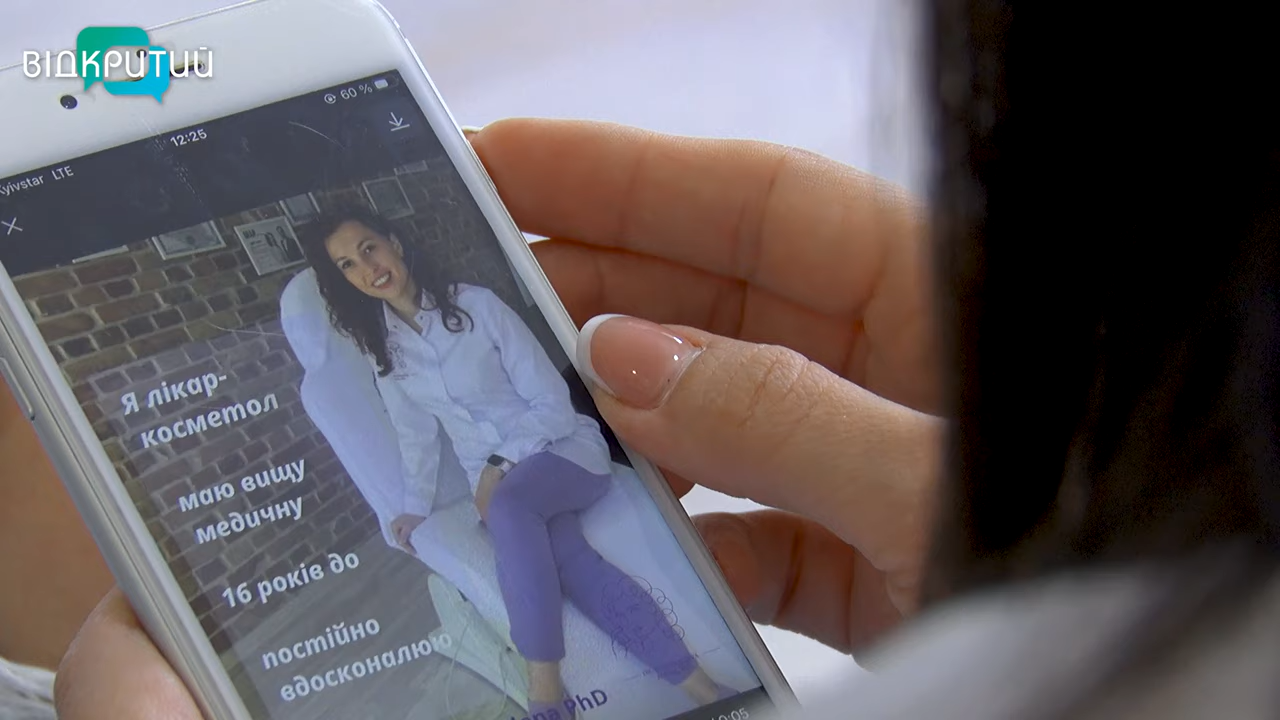 ВІДКРИТИЙ
12:25
60 %
Kyivstar LTE
Я лікар-
косметол
маю вищу
медичну
16 років до
постійно
вдосконалюю
PhD